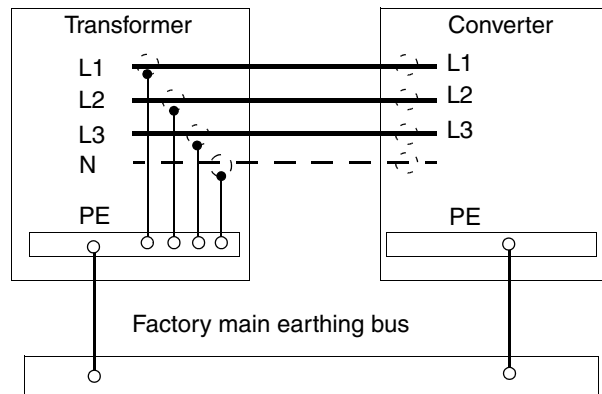 Transformer
Converter
L1
L1
L2
L2
L3
L3
N
PE
PE
Factory main earthing bus